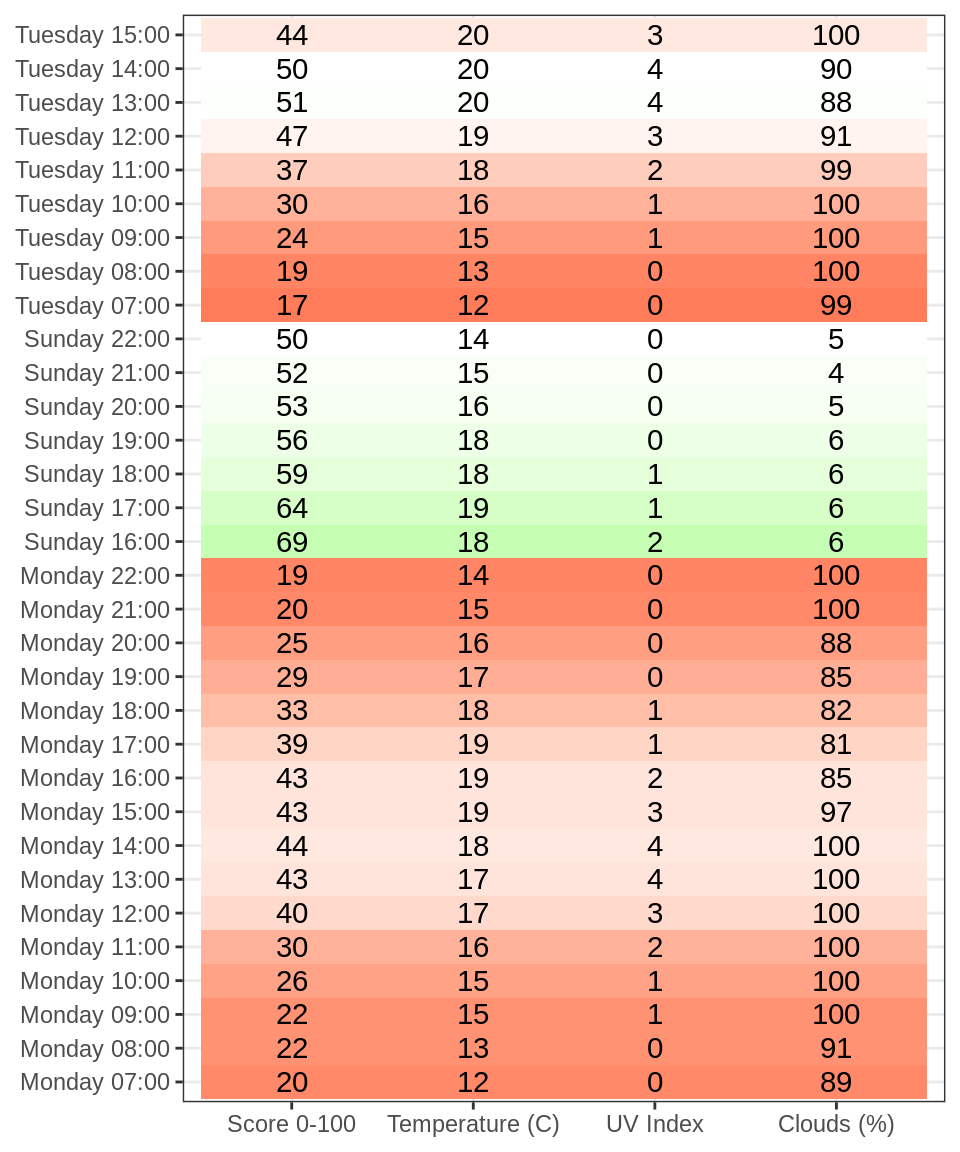 Tuesday 15:00 44 20 3 100
Tuesday 14:00 50 20 4 90
Tuesday 13:00 51 20 4 88
Tuesday 12:00 47 19 3 91
Tuesday 11:00 37 18 2 99
Tuesday 10:00 30 16 1 100
Tuesday 09:00 24 15 1 100
Tuesday 08:00 19 13 0 100
Tuesday 07:00 17 12 0 99
Sunday 22:00 50 14 0 5
Sunday 21:00 52 15 0 4
Sunday 20:00 53 16 0 5
Sunday 19:00 56 18 0 6
Sunday 18:00 59 18 1 6
Sunday 17:00 64 19 1 6
Sunday 16:00 69 18 2 6
Monday 22:00 19 14 0 100
Monday 21:00 20 15 0 100
Monday 20:00 25 16 0 88
Monday 19:00 29 17 0 85
Monday 18:00 33 18 1 82
Monday 17:00 39 19 1 81
Monday 16:00 43 19 2 85
Monday 15:00 43 19 3 97
Monday 14:00 44 18 4 100
Monday 13:00 43 17 4 100
Monday 12:00 40 17 3 100
Monday 11:00 30 16 2 100
Monday 10:00 26 15 1 100
Monday 09:00 22 15 1 100
Monday 08:00 22 13 0 91
Monday 07:00 20 12 0 89
Score 0-100 Temperature (C) UV Index Clouds (%)